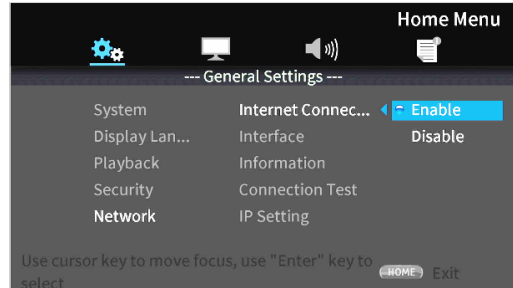 Home Menu
--- General Settings ---
System Internet Connec... Enable
Display Lan... Interface Disable
Playback Information
Security Connection Test
Network IP Setting
Use cursor key to move focus, use "Enter" key to
select
HOME Exit